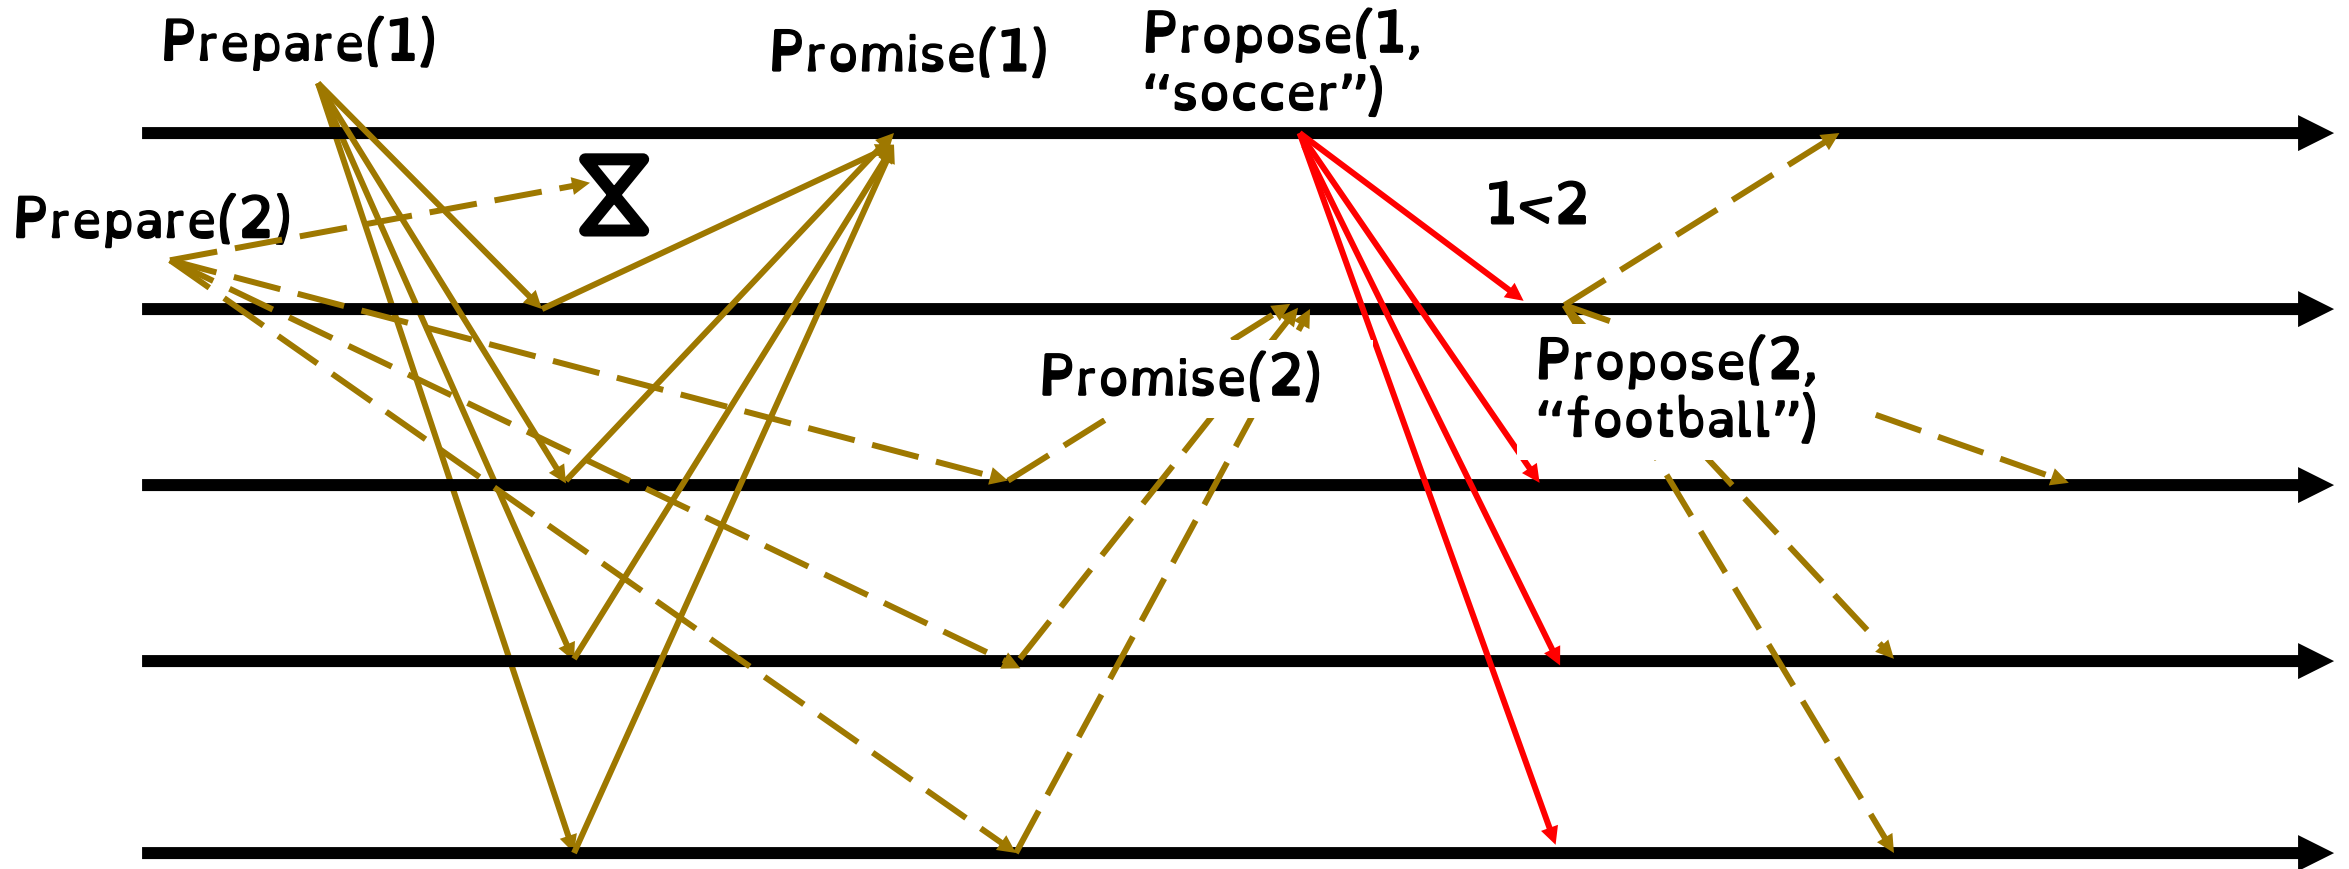 Prepare(1)
Promise(1)
Propose(1,
“soccer”)
Prepare(2)
1<2
Promise(2)
Propose(2,
“football”)